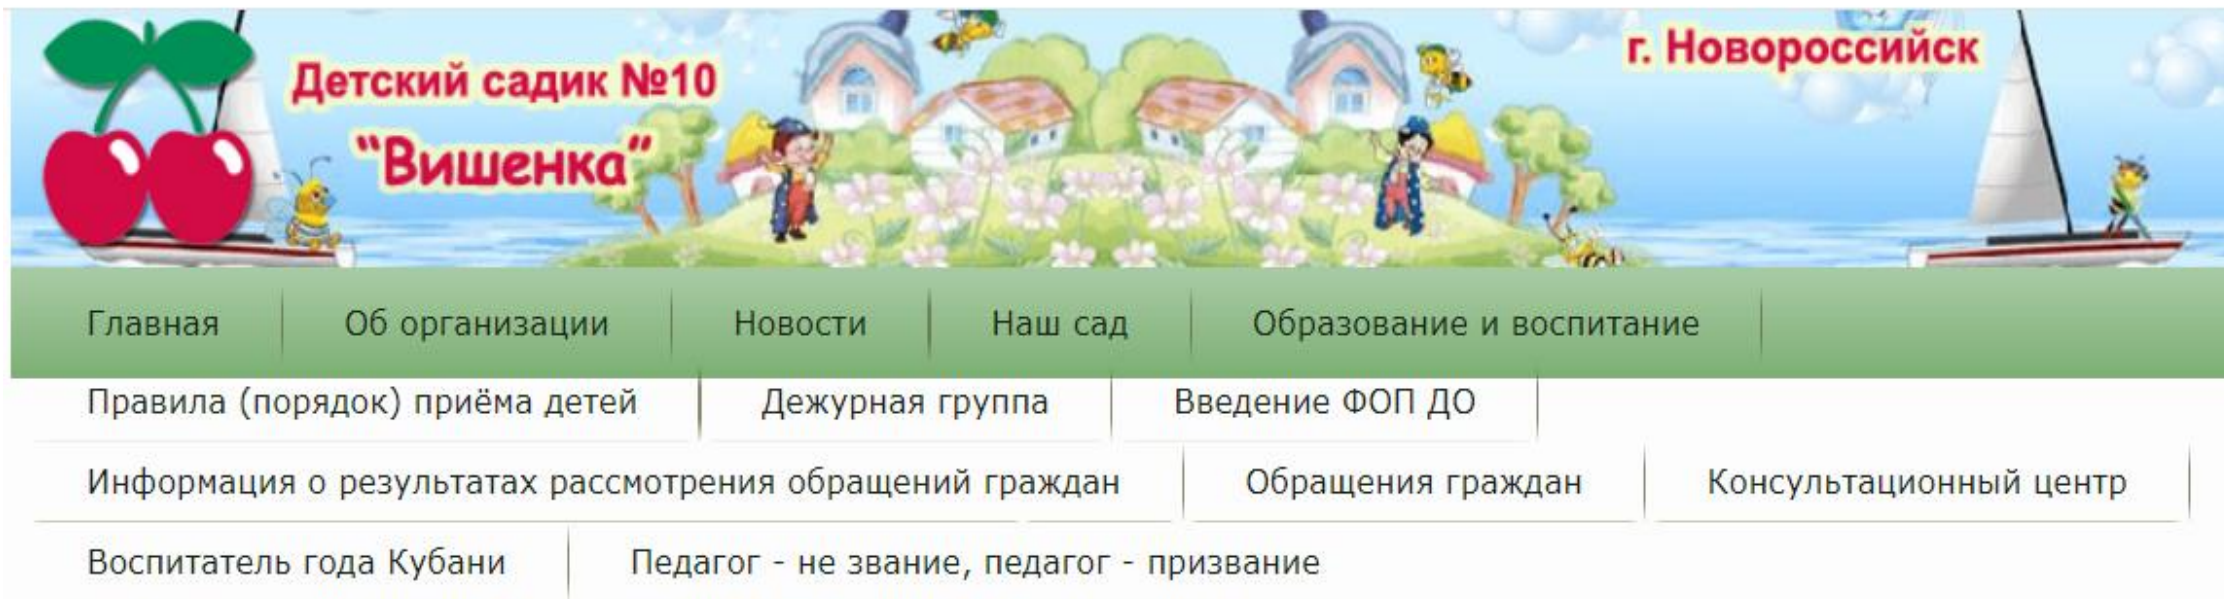 Детский садик №10
"Вишенка"
г. Новороссийск
Главная Об организации Новости Наш сад Образование и воспитание
Правила (порядок) приёма детей Дежурная группа Введение ФОП ДО
Информация о результатах рассмотрения обращений граждан Обращения граждан Консультационный центр
Воспитатель года Кубани Педагог - не звание, педагог - призвание